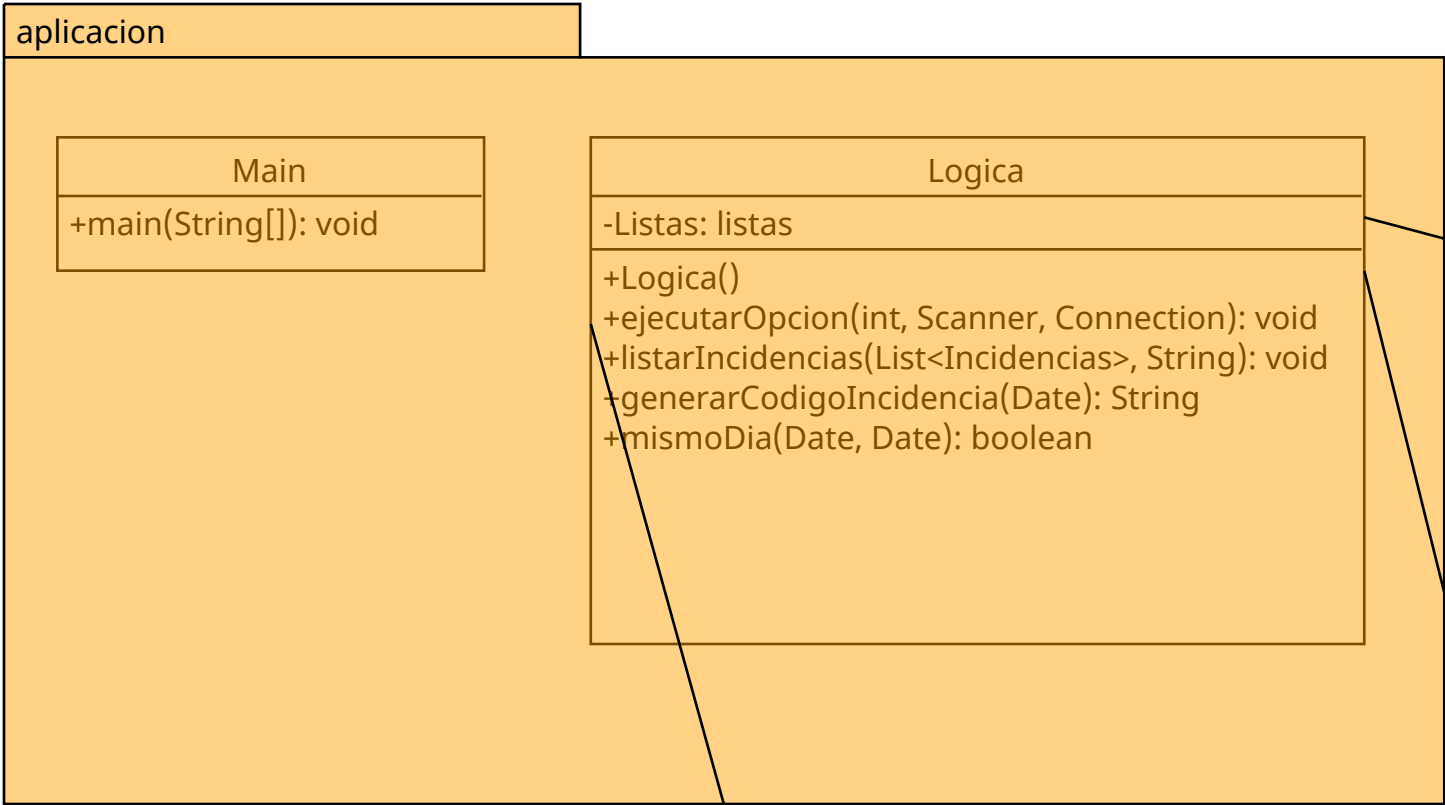 aplicacion
Main
+main(String[]): void
Logica
-Listas: listas
+Logica()
+ejecutarOpcion(int, Scanner, Connection): void
+listarIncidencias(List<Incidencias>, String): void
+generarCodigoIncidencia(Date): String
+mismoDia(Date, Date): boolean